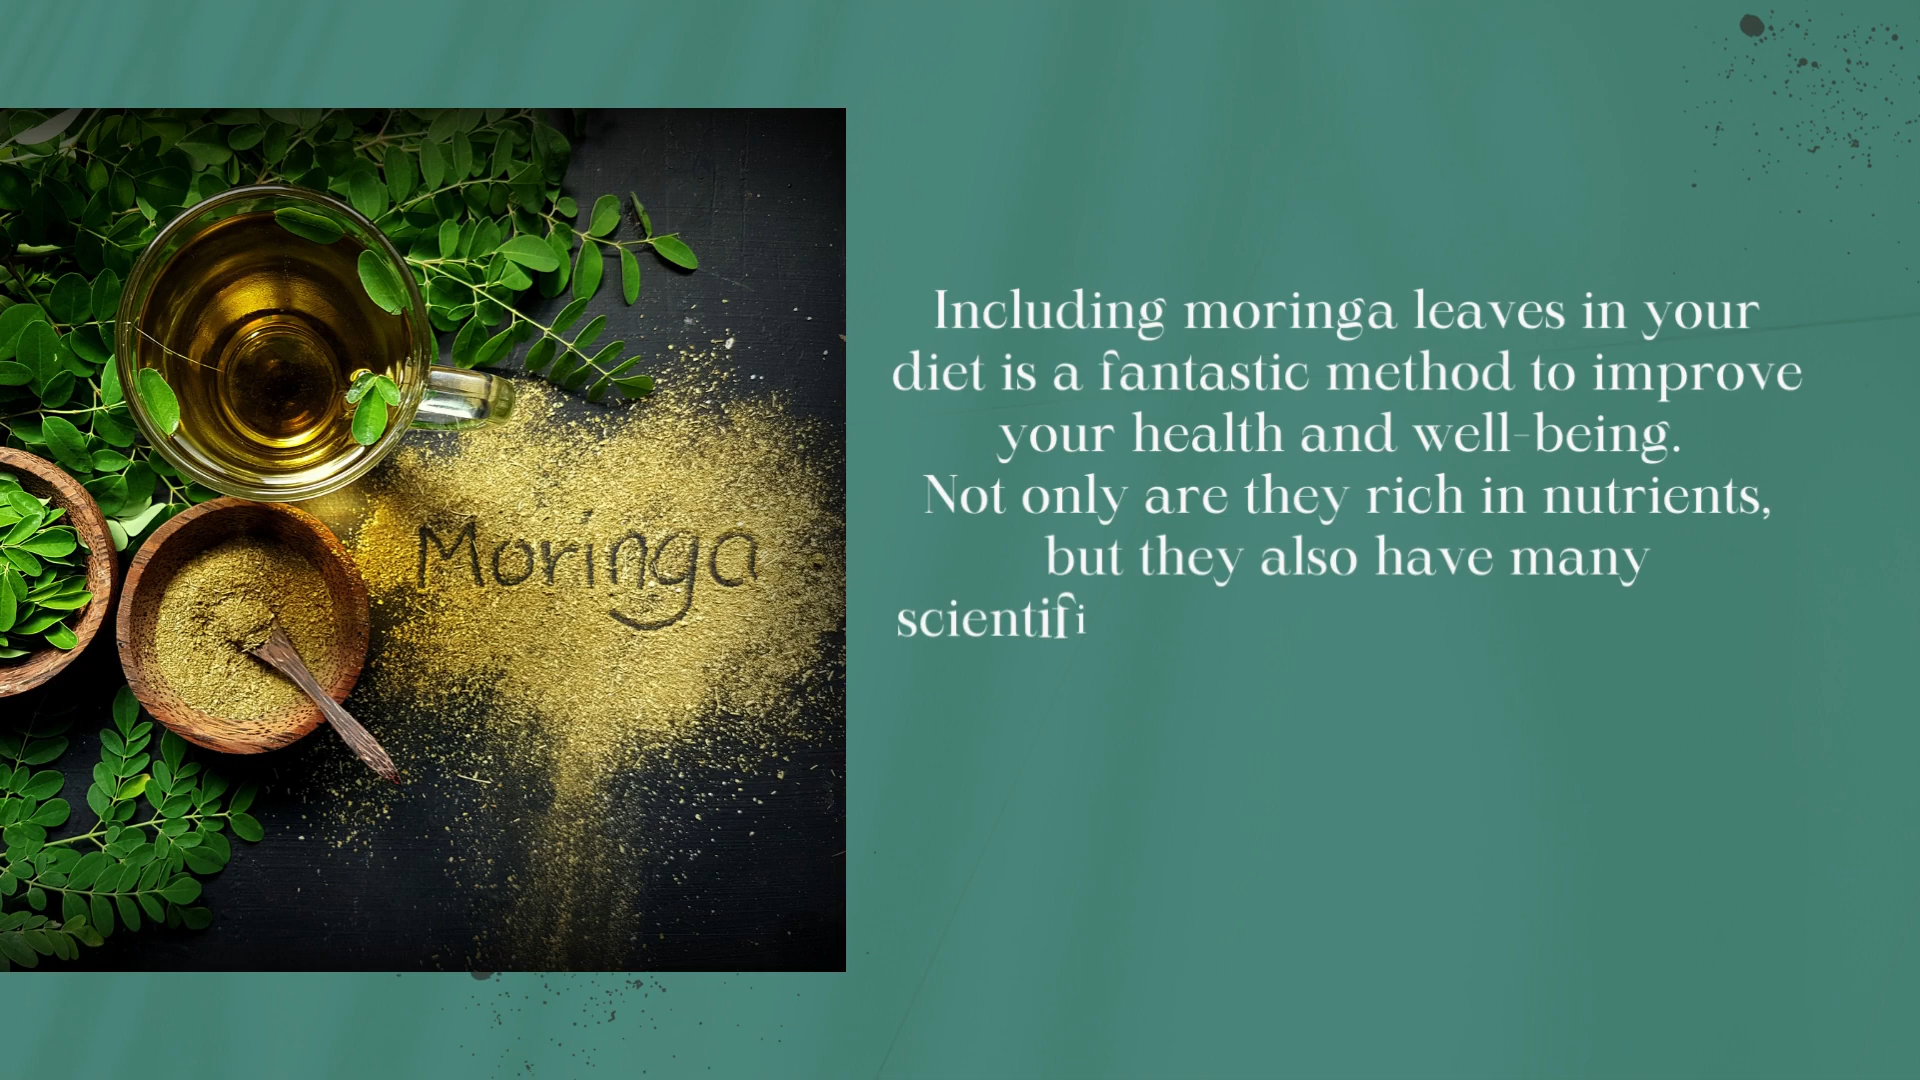 Moringa
Including moringa leaves in your
diet is a fantastic method to improve
your health and well-being.
Not only are they rich in nutrients,
but they also have many
scientifi